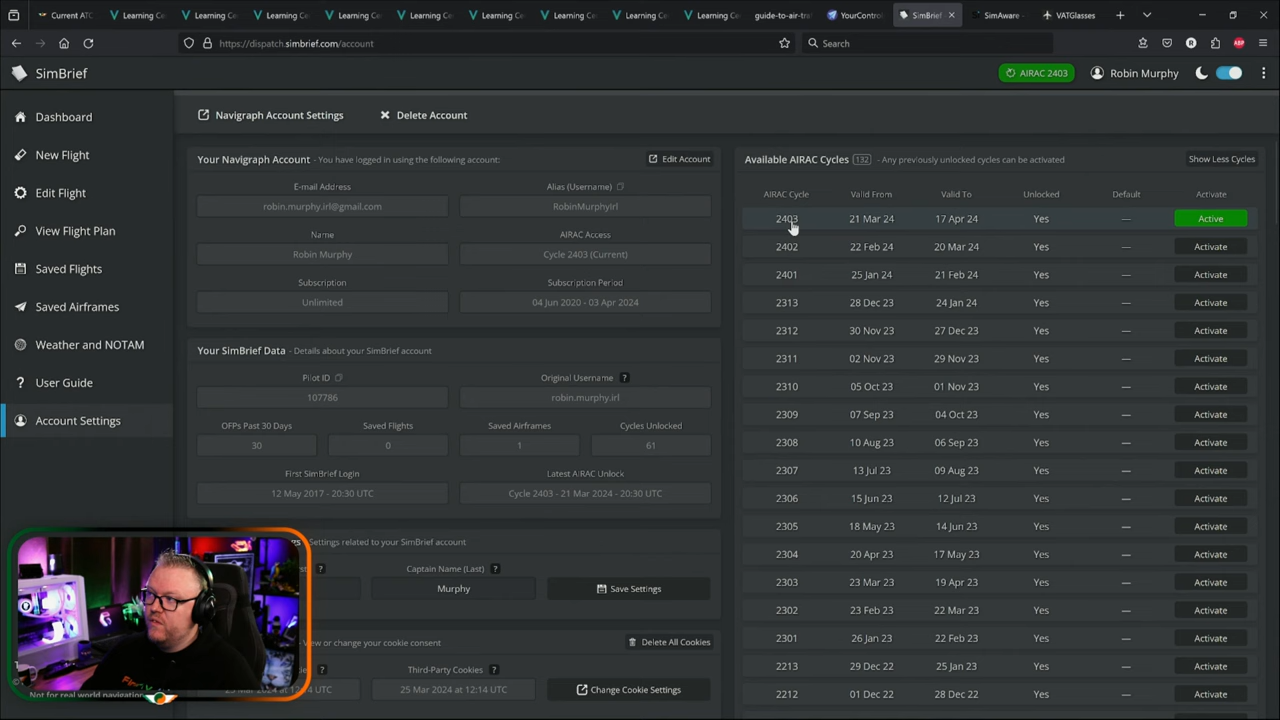 Current ATC
Learning Ce
Learning Ce
Learning Ce
Learning Ce
Learning Ce
Learning Ce
Learning Ce
Learning Ce
Learning Ce
guide-to-air-tra
YourControl
SimBrief
SimAware
VATGlasses
https://dispatch.simbrief.com/account
Search
SimBrief
AIRAC 2403
Robin Murphy
Dashboard
New Flight
Edit Flight
View Flight Plan
Saved Flights
Saved Airframes
Weather and NOTAM
User Guide
Account Settings
Navigraph Account Settings
Delete Account
Your Navigraph Account - You have logged in using the following account:
Edit Account
E-mail Address
Alias (Username)
robin.murphy.irl@gmail.com
RobinMurphyIrl
Name
AIRAC Access
Robin Murphy
Cycle 2403 (Current)
Subscription
Subscription Period
Unlimited
04 Jun 2020 - 03 Apr 2024
Your SimBrief Data - Details about your SimBrief account
Pilot ID
Original Username ?
107786
robin.murphy.irl
OFPs Past 30 Days
Saved Flights
Saved Airframes
Cycles Unlocked
30
0
1
61
First SimBrief Login
Latest AIRAC Unlock
12 May 2017 - 20:30 UTC
Cycle 2403 - 21 Mar 2024 - 20:30 UTC
Settings related to your SimBrief account
?
Captain Name (Last) ?
Murphy
Save Settings
View or change your cookie consent
Delete All Cookies
?
Third-Party Cookies ?
25 Mar 2024 at 12:14 UTC
25 Mar 2024 at 12:14 UTC
Change Cookie Settings
Not for real world navigation
Available AIRAC Cycles 132 - Any previously unlocked cycles can be activated
Show Less Cycles
AIRAC Cycle Valid From Valid To Unlocked Default Activate
2403 21 Mar 24 17 Apr 24 Yes — Active
2402 22 Feb 24 20 Mar 24 Yes — Activate
2401 25 Jan 24 21 Feb 24 Yes — Activate
2313 28 Dec 23 24 Jan 24 Yes — Activate
2312 30 Nov 23 27 Dec 23 Yes — Activate
2311 02 Nov 23 29 Nov 23 Yes — Activate
2310 05 Oct 23 01 Nov 23 Yes — Activate
2309 07 Sep 23 04 Oct 23 Yes — Activate
2308 10 Aug 23 06 Sep 23 Yes — Activate
2307 13 Jul 23 09 Aug 23 Yes — Activate
2306 15 Jun 23 12 Jul 23 Yes — Activate
2305 18 May 23 14 Jun 23 Yes — Activate
2304 20 Apr 23 17 May 23 Yes — Activate
2303 23 Mar 23 19 Apr 23 Yes — Activate
2302 23 Feb 23 22 Mar 23 Yes — Activate
2301 26 Jan 23 22 Feb 23 Yes — Activate
2213 29 Dec 22 25 Jan 23 Yes — Activate
2212 01 Dec 22 28 Dec 22 Yes — Activate